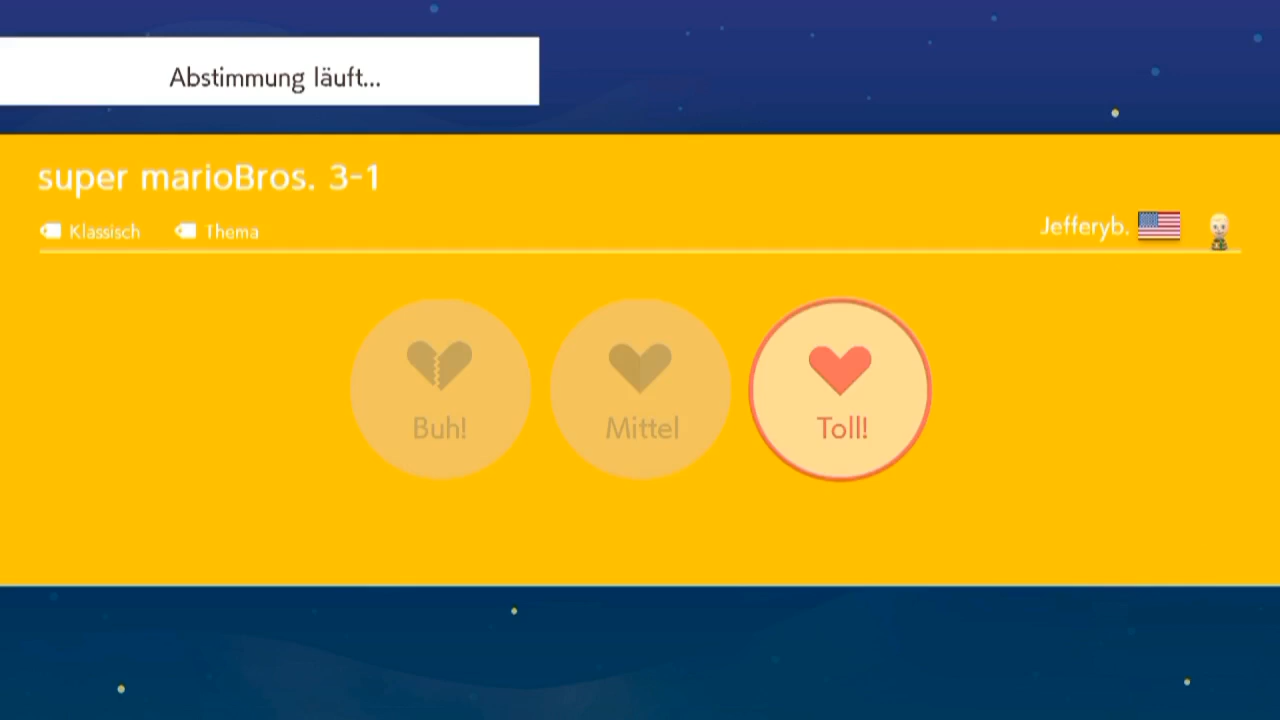 Abstimmung läuft...
super marioBros. 3-1
Klassisch Thema
Jefferyb.
Buh! Mittel Toll!